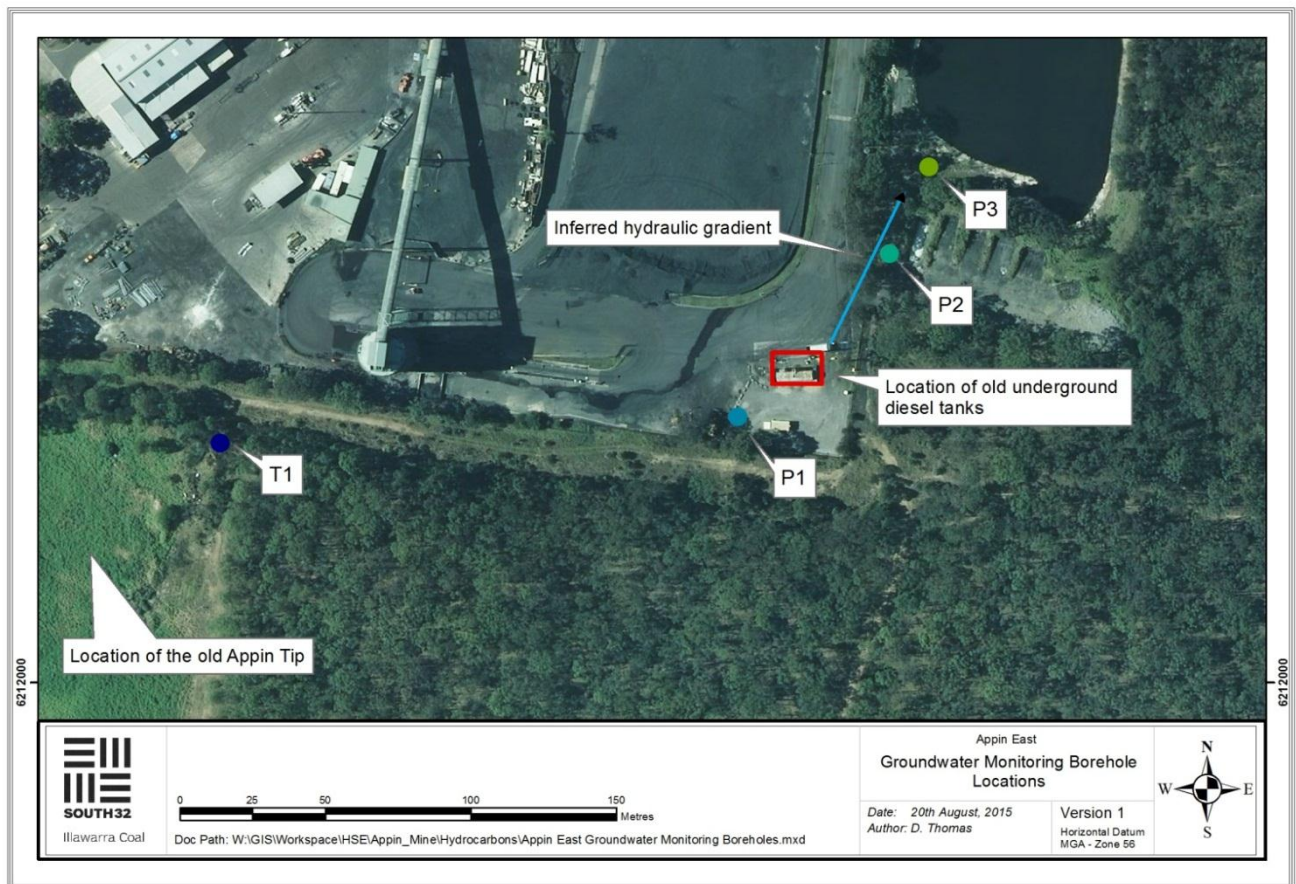 P3
Inferred hydraulic gradient
P2
Location of old underground
diesel tanks
T1
P1
Location of the old Appin Tip
6212000
6212000
SOUTH32
Illawarra Coal
0 25 50 100 150
Metres
Doc Path: W:\GIS\Workspace\HSE\Appin_Mine\Hydrocarbons\Appin East Groundwater Monitoring Boreholes.mxd
Appin East
Groundwater Monitoring Borehole
Locations
Date: 20th August, 2015
Author: D. Thomas
Version 1
Horizontal Datum
MGA - Zone 56
N
W E
S